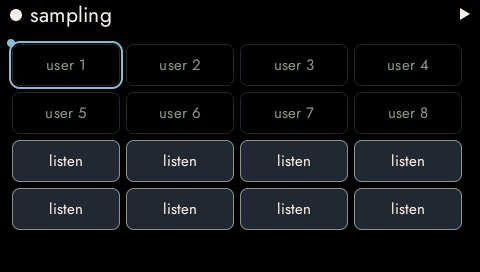 sampling
user 1 user 2 user 3 user 4
user 5 user 6 user 7 user 8
listen listen listen listen
listen listen listen listen